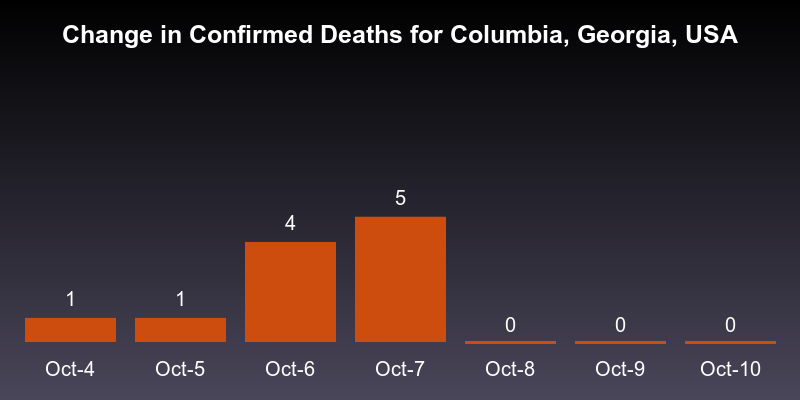 Change in Confirmed Deaths for Columbia, Georgia, USA
5
4
1 1
0 0 0
Oct-4 Oct-5 Oct-6 Oct-7 Oct-8 Oct-9 Oct-10